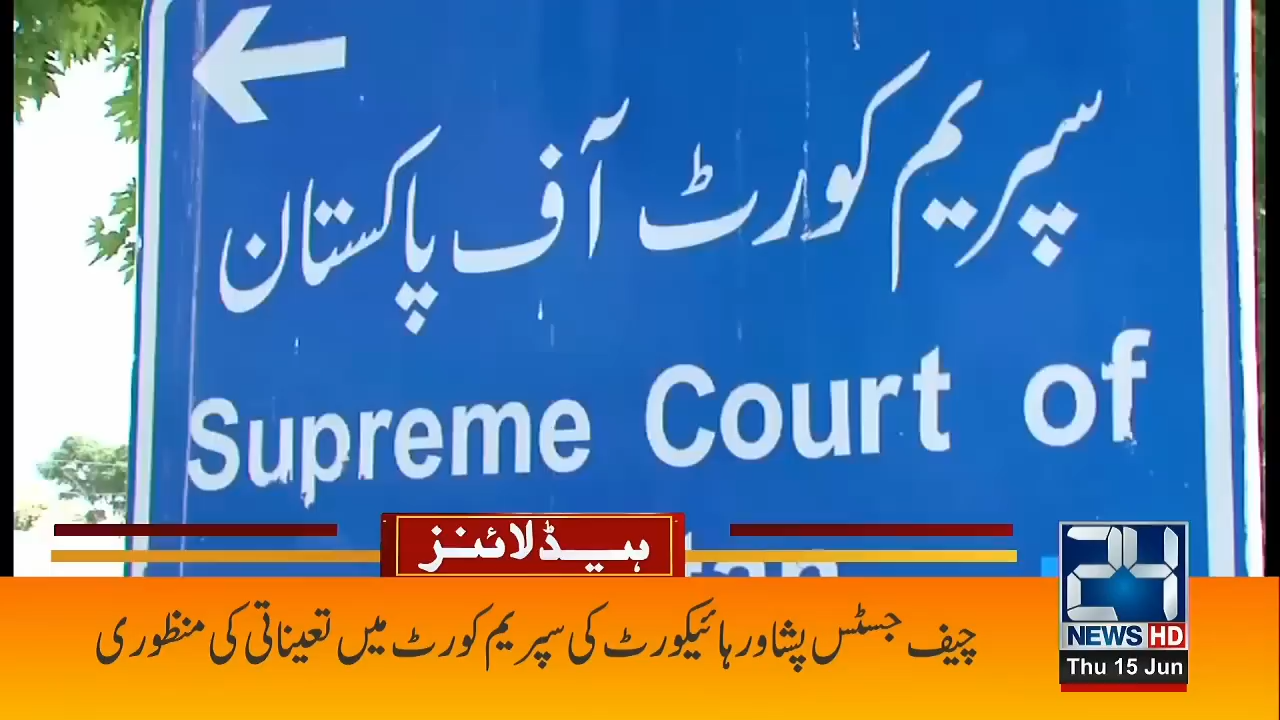 سپریم کورٹ آف پاکستان
Supreme Court of
ہیڈلائنز
چیف جسٹس پشاور ہائیکورٹ کی سپریم کورٹ میں تعیناتی کی منظوری
24
NEWS HD
Thu 15 Jun